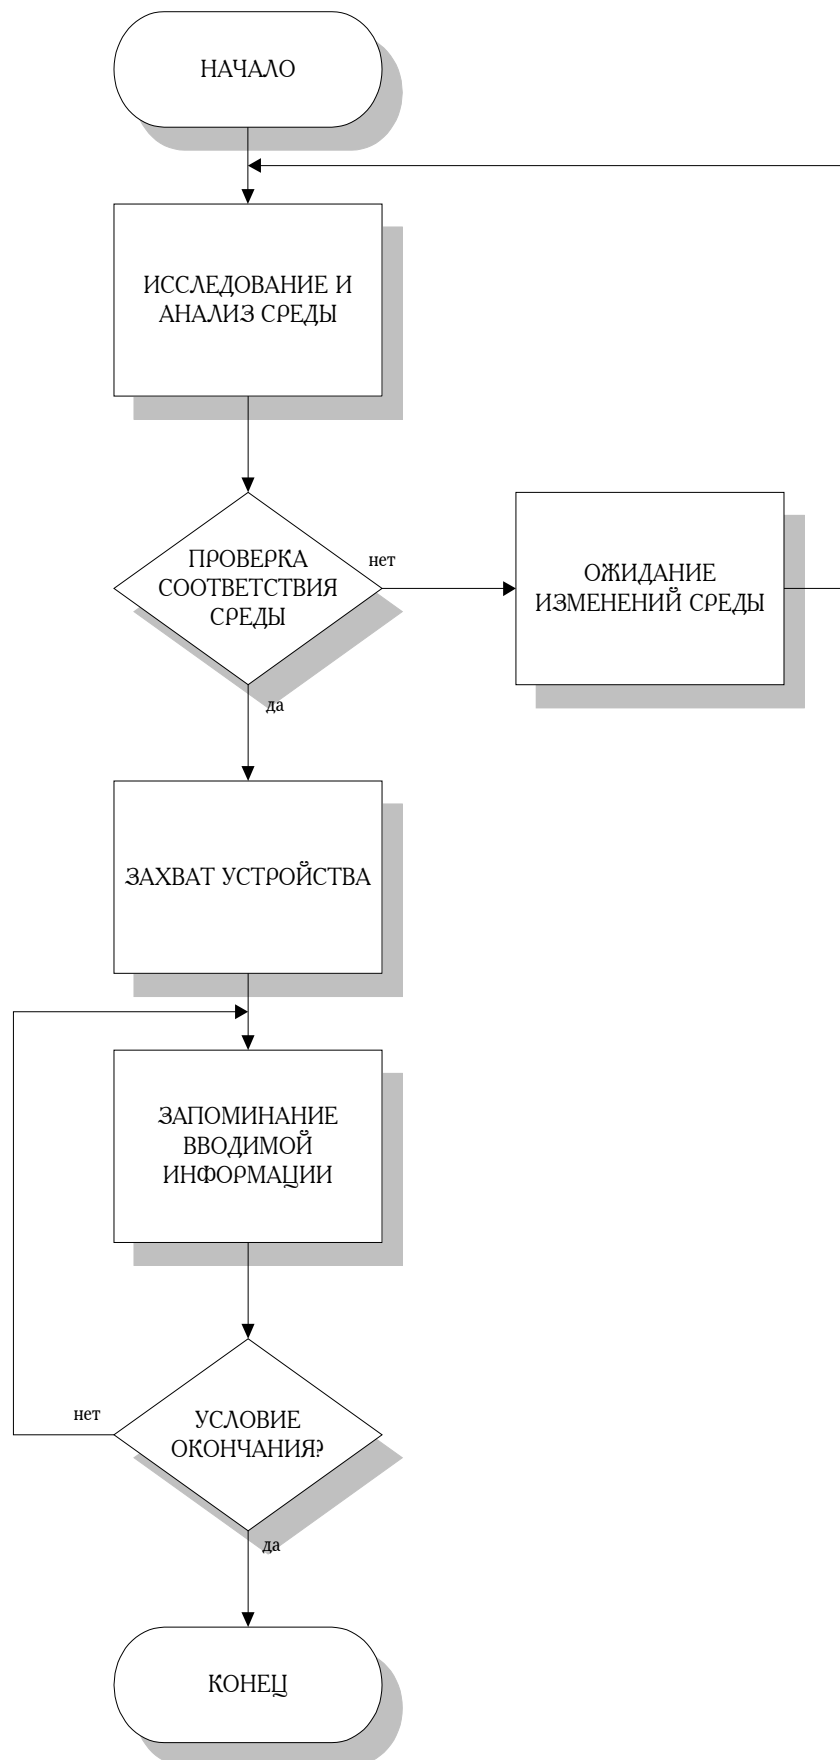 НАЧАЛО
ИССЛЕДОВАНИЕ И
АНАЛИЗ СРЕДЫ
ПРОВЕРКА
СООТВЕТСТВИЯ
СРЕДЫ
нет
ОЖИДАНИЕ
ИЗМЕНЕНИЙ СРЕДЫ
да
ЗАХВАТ УСТРОЙСТВА
ЗАПОМИНАНИЕ
ВВОДИМОЙ
ИНФОРМАЦИИ
нет
УСЛОВИЕ
ОКОНЧАНИЯ?
да
КОНЕЦ